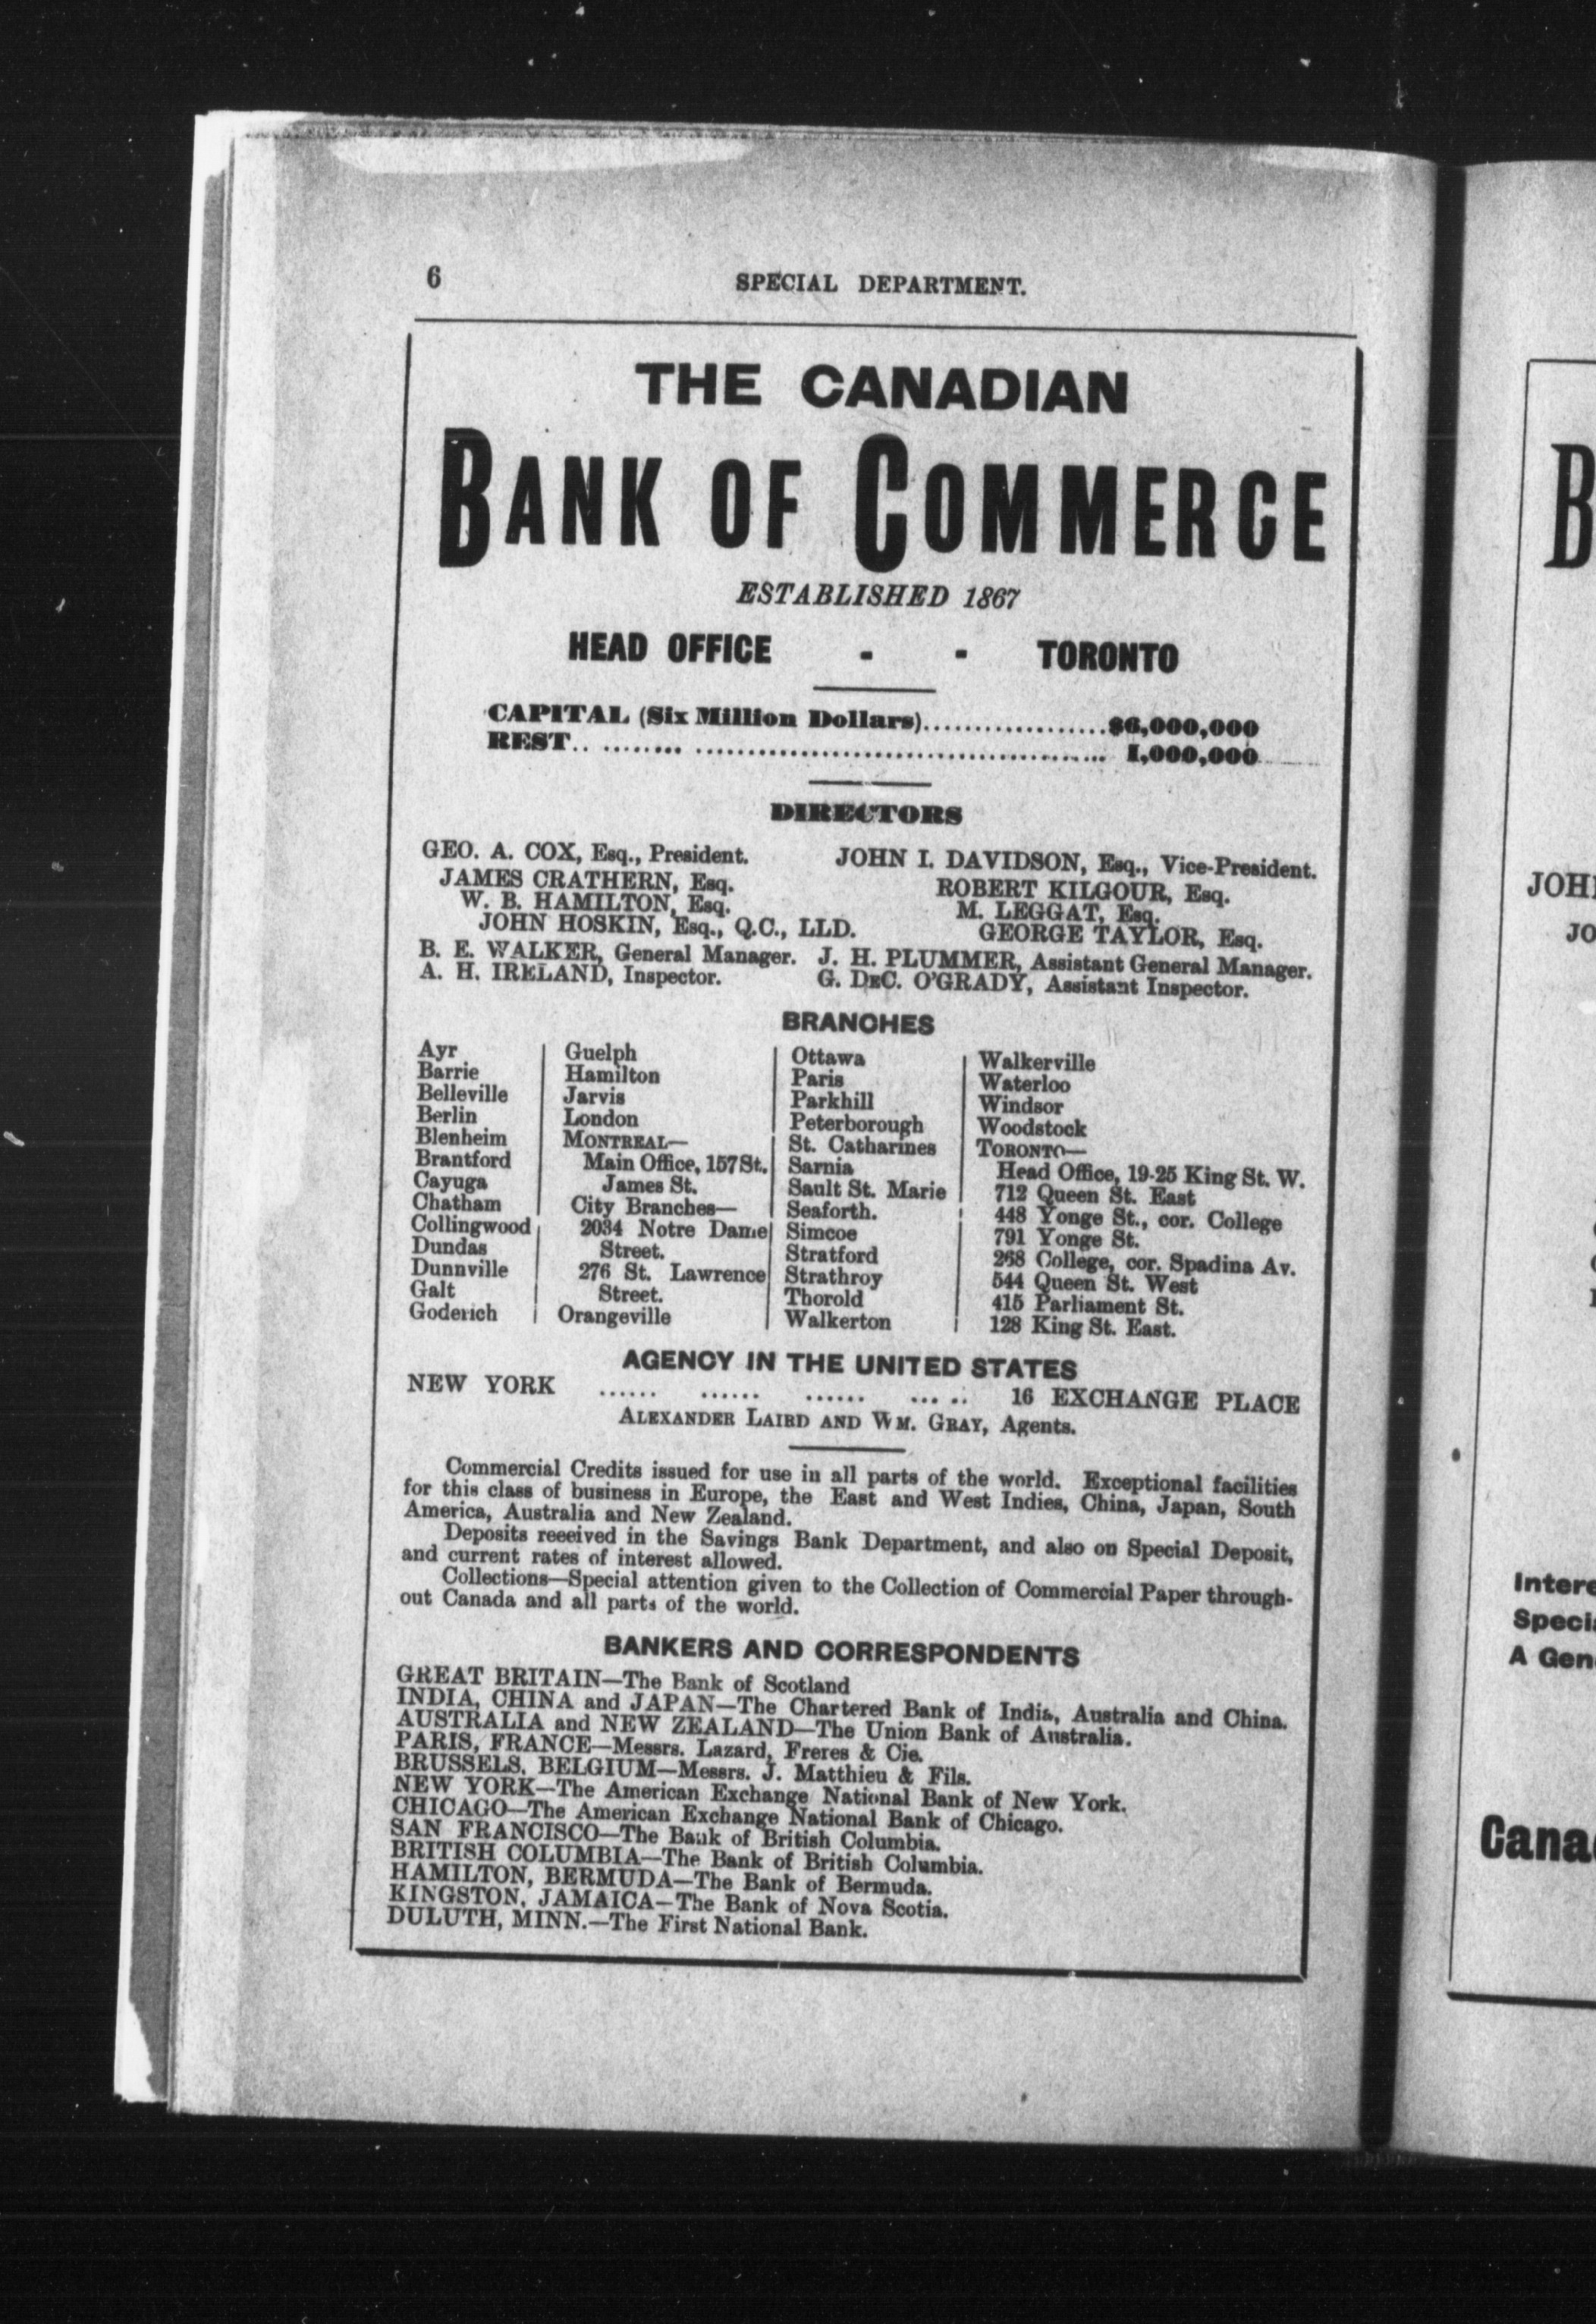 6
SPECIAL DEPARTMENT.
THE CANADIAN
BANK OF COMMERCE
ESTABLISHED 1867
HEAD OFFICE - - TORONTO
CAPITAL (Six Million Dollars)...................$6,000,000
REST.. ........ ........................................... 1,000,000
DIRECTORS
GEO. A. COX, Esq., President. JOHN I. DAVIDSON, Esq., Vice-President.
JAMES CRATHERN, Esq. ROBERT KILGOUR, Esq.
W. B. HAMILTON, Esq. M. LEGGAT, Esq.
JOHN HOSKIN, Esq., Q.C., LLD. GEORGE TAYLOR, Esq.
B. E. WALKER, General Manager. J. H. PLUMMER, Assistant General Manager.
A. H. IRELAND, Inspector. G. DEC. O'GRADY, Assistant Inspector.
BRANCHES
Ayr
Barrie
Belleville
Berlin
Blenheim
Brantford
Cayuga
Chatham
Collingwood
Dundas
Dunnville
Galt
Goderich
Guelph
Hamilton
Jarvis
London
MONTREAL—
Main Office, 157 St.
James St.
City Branches—
2034 Notre Dame
Street.
276 St. Lawrence
Street.
Orangeville
Ottawa
Paris
Parkhill
Peterborough
St. Catharines
Sarnia
Sault St. Marie
Seaforth.
Simcoe
Stratford
Strathroy
Thorold
Walkerton
Walkerville
Waterloo
Windsor
Woodstock
TORONTO—
Head Office, 19-25 King St. W.
712 Queen St. East
448 Yonge St., cor. College
791 Yonge St.
268 College, cor. Spadina Av.
544 Queen St. West
415 Parliament St.
128 King St. East.
AGENCY IN THE UNITED STATES
NEW YORK ...... ...... ...... ... .. 16 EXCHANGE PLACE
ALEXANDER LAIRD AND WM. GRAY, Agents.
Commercial Credits issued for use in all parts of the world. Exceptional facilities
for this class of business in Europe, the East and West Indies, China, Japan, South
America, Australia and New Zealand.
Deposits reeeived in the Savings Bank Department, and also on Special Deposit,
and current rates of interest allowed.
Collections—Special attention given to the Collection of Commercial Paper through-
out Canada and all parts of the world.
BANKERS AND CORRESPONDENTS
GREAT BRITAIN—The Bank of Scotland
INDIA, CHINA and JAPAN—The Chartered Bank of India, Australia and China.
AUSTRALIA and NEW ZEALAND—The Union Bank of Australia.
PARIS, FRANCE—Messrs. Lazard, Freres & Cie.
BRUSSELS, BELGIUM—Messrs. J. Matthieu & Fils.
NEW YORK—The American Exchange National Bank of New York.
CHICAGO—The American Exchange National Bank of Chicago.
SAN FRANCISCO—The Bank of British Columbia.
BRITISH COLUMBIA—The Bank of British Columbia.
HAMILTON, BERMUDA—The Bank of Bermuda.
KINGSTON, JAMAICA—The Bank of Nova Scotia.
DULUTH, MINN.—The First National Bank.
B
JOH
JO
Intere
Speci
A Gen
Cana